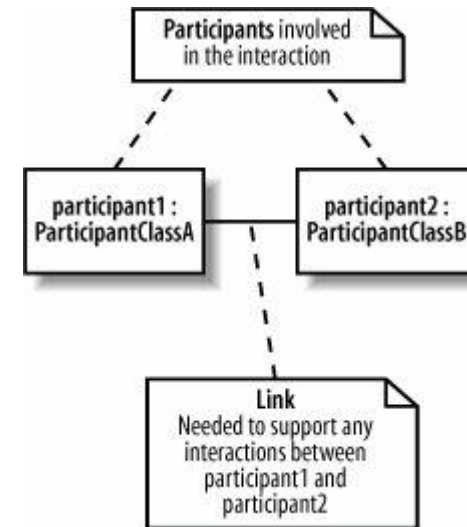 Participants involved
in the interaction
participant1 :
ParticipantClassA
participant2 :
ParticipantClassB
Link
Needed to support any
interactions between
participant1 and
participant2